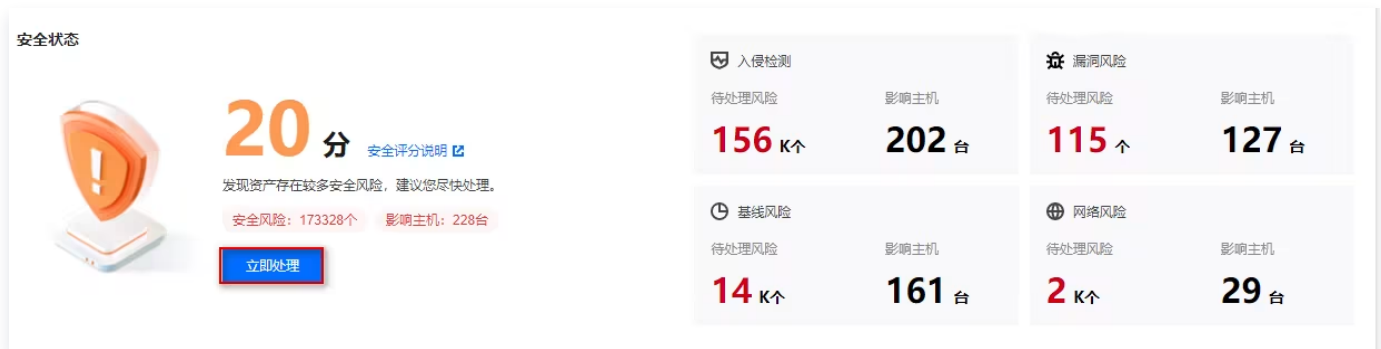 安全状态
20 分 安全评分说明
发现资产存在较多安全风险，建议您尽快处理。
安全风险：173328个 影响主机：228台
立即处理
入侵检测
待处理风险 影响主机
156 K个 202 台
漏洞风险
待处理风险 影响主机
115 个 127 台
基线风险
待处理风险 影响主机
14 K个 161 台
网络风险
待处理风险 影响主机
2 K个 29 台